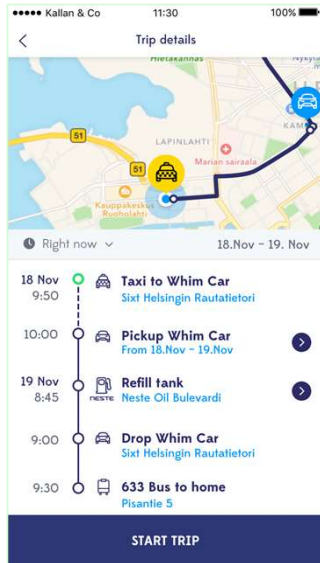 Kallan & Co 11:30 100%
Trip details
Hietakannas
51
LAPINLAHTI
KAM
Marian sairaala
51
Kauppakeskus
Ruoholahti
Right now 18.Nov - 19. Nov
18 Nov Taxi to Whim Car
9:50 Sixt Helsingin Rautatietori
10:00 Pickup Whim Car
From 18.Nov - 19.Nov
19 Nov Refill tank
8:45 NESTE Neste Oil Bulevardi
9:00 Drop Whim Car
Sixt Helsingin Rautatietori
9:30 633 Bus to home
Pisantie 5
START TRIP